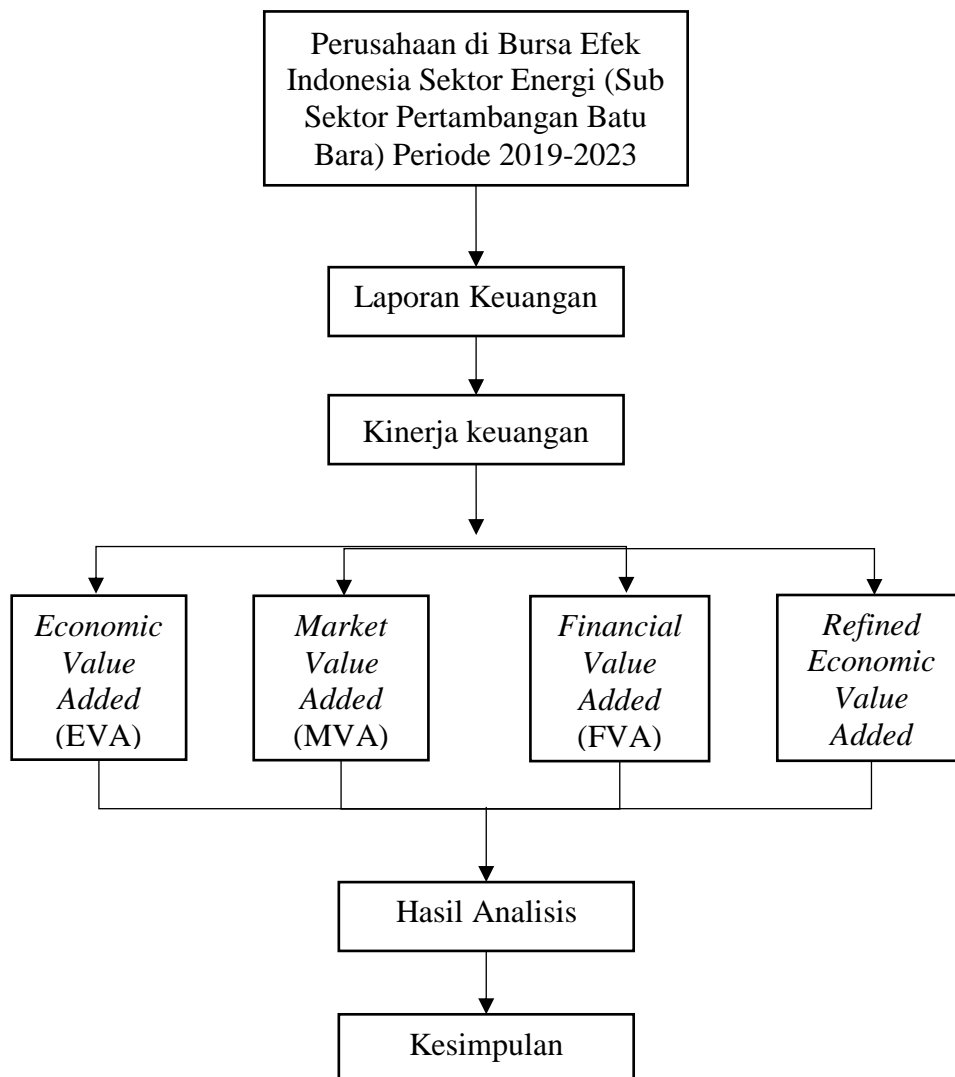 Perusahaan di Bursa Efek
Indonesia Sektor Energi (Sub
Sektor Pertambangan Batu
Bara) Periode 2019-2023
Laporan Keuangan
Kinerja keuangan
Economic
Value
Added
(EVA)
Market
Value
Added
(MVA)
Financial
Value
Added
(FVA)
Refined
Economic
Value
Added
Hasil Analisis
Kesimpulan